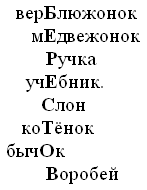 верБлюжонок
мЕдвежонок
Ручка
учЕбник.
Слон
коТёнок
бычОк
Воробей